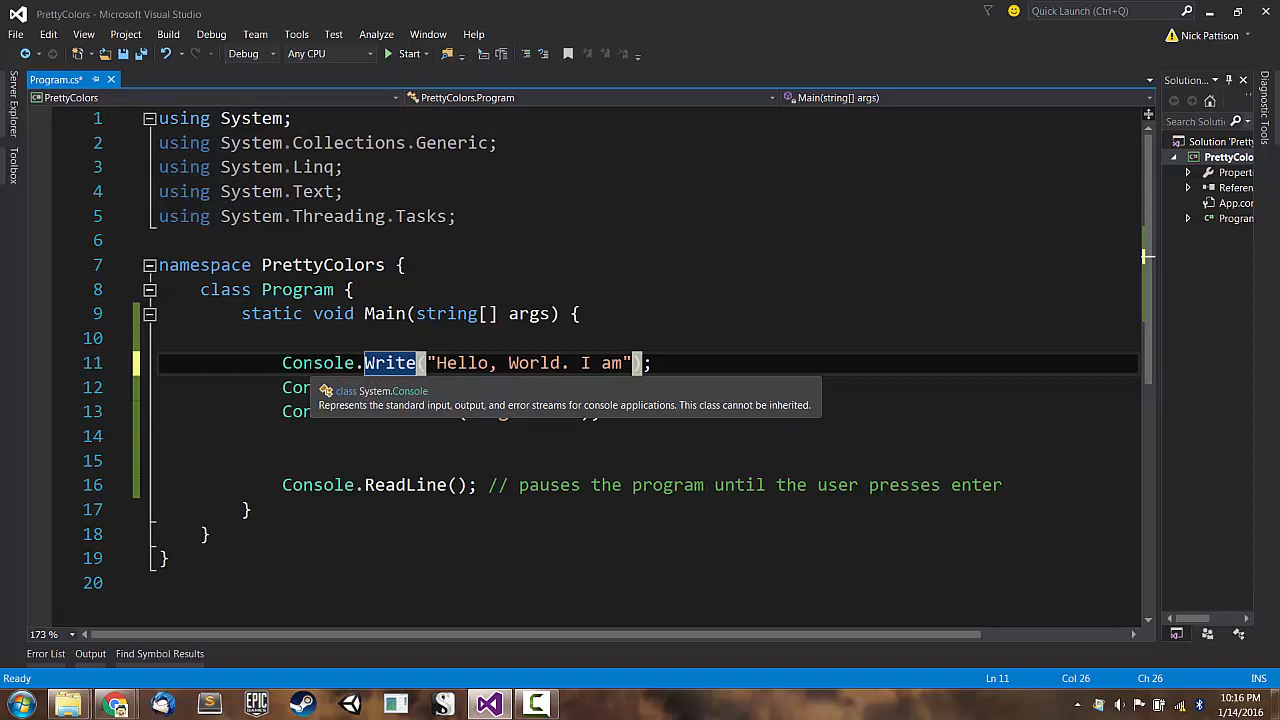 PrettyColors - Microsoft Visual Studio
Quick Launch (Ctrl+Q)
File Edit View Project Build Debug Team Tools Test Analyze Window Help
Nick Pattison
Debug Any CPU Start
Program.cs*
Solution...
PrettyColors PrettyColors.Program Main(string[] args)
Server Explorer
Toolbox
Diagnostic Tools
Search Soluti
Solution 'Pretty
PrettyColo
Propert
Referen
App.con
Program
1 using System;
2 using System.Collections.Generic;
3 using System.Linq;
4 using System.Text;
5 using System.Threading.Tasks;
6
7 namespace PrettyColors {
8 class Program {
9 static void Main(string[] args) {
10
11 Console.Write("Hello, World. I am");
12 Co
class System.Console
Represents the standard input, output, and error streams for console applications. This class cannot be inherited.
13 Con
14
15
16 Console.ReadLine(); // pauses the program until the user presses enter
17 }
18 }
19 }
20
173 %
Error List Output Find Symbol Results
Ready Ln 11 Col 26 Ch 26 INS
EPIC GAMES
10:16 PM
1/14/2016